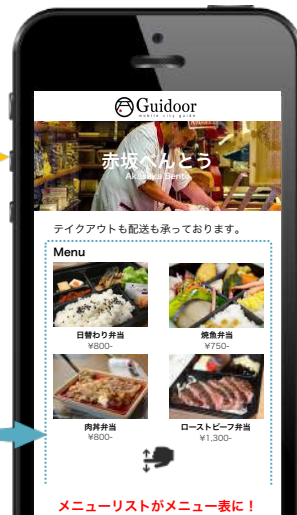 Guidoor
mobile city guide
赤坂べんとう
Akasaka Bento
テイクアウトも配送も承っております。
Menu
日替わり弁当
¥800-
焼魚弁当
¥750-
肉丼弁当
¥800-
ローストビーフ弁当
¥1,300-
メニューリストがメニュー表に！